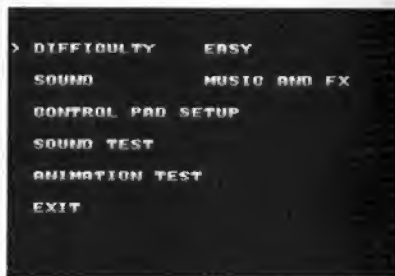 > DIFFICULTY EASY
SOUND MUSIC AND FX
CONTROL PAD SETUP
SOUND TEST
ANIMATION TEST
EXIT